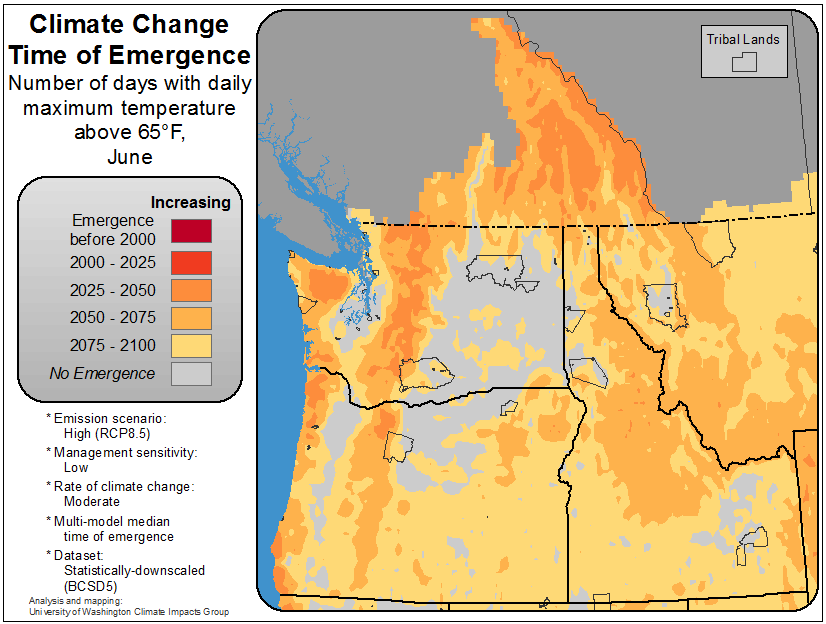 Climate Change
Time of Emergence
Number of days with daily
maximum temperature
above 65°F,
June
Increasing
Emergence
before 2000
2000 - 2025
2025 - 2050
2050 - 2075
2075 - 2100
No Emergence
* Emission scenario:
High (RCP8.5)
* Management sensitivity:
Low
* Rate of climate change:
Moderate
* Multi-model median
time of emergence
* Dataset:
Statistically-downscaled
(BCSD5)
Analysis and mapping:
University of Washington Climate Impacts Group
Tribal Lands